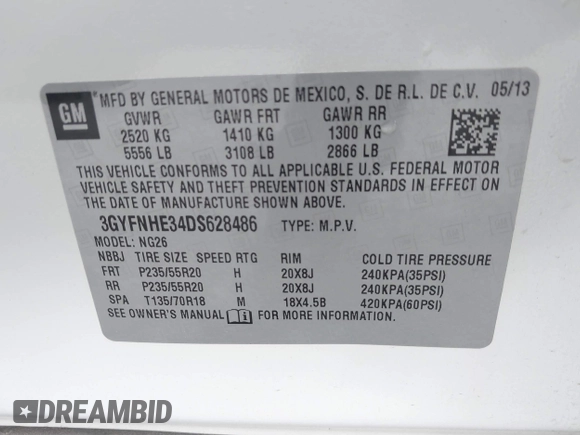 GM
*MFD BY GENERAL MOTORS DE MEXICO, S. DE R.L. DE C.V. 05/13
GVWR GAWR FRT GAWR RR
2520 KG 1410 KG 1300 KG
5556 LB 3108 LB 2866 LB
THIS VEHICLE CONFORMS TO ALL APPLICABLE U.S. FEDERAL MOTOR
VEHICLE SAFETY AND THEFT PREVENTION STANDARDS IN EFFECT ON
THE DATE OF MANUFACTURE SHOWN ABOVE.
3GYFNHE34DS628486 TYPE: M.P.V.
MODEL: NG26
NBBJ TIRE SIZE SPEED RTG RIM COLD TIRE PRESSURE
FRT P235/55R20 H 20X8J 240KPA(35PSI)
RR P235/55R20 H 20X8J 240KPA(35PSI)
SPA T135/70R18 M 18X4.5B 420KPA(60PSI)
SEE OWNER'S MANUAL FOR MORE INFORMATION.
DREAMBID